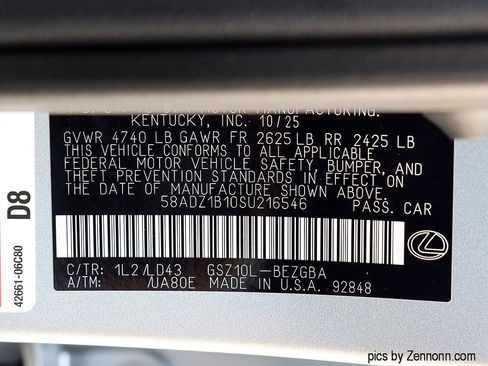 KENTUCKY, INC. 10/25
GVWR 4740 LB GAWR FR 2625 LB RR 2425 LB
THIS VEHICLE CONFORMS TO ALL APPLICABLE
FEDERAL MOTOR VEHICLE SAFETY, BUMPER, AND
THEFT PREVENTION STANDARDS IN EFFECT ON
THE DATE OF MANUFACTURE SHOWN ABOVE.
58ADZ1B10SU216546 PASS. CAR
C/TR: 1L2 /LD43 GSZ10L-BEZGBA
A/TM: /UA80E MADE IN U.S.A. 92848
D8
42661-06C80
pics by Zennonn.com